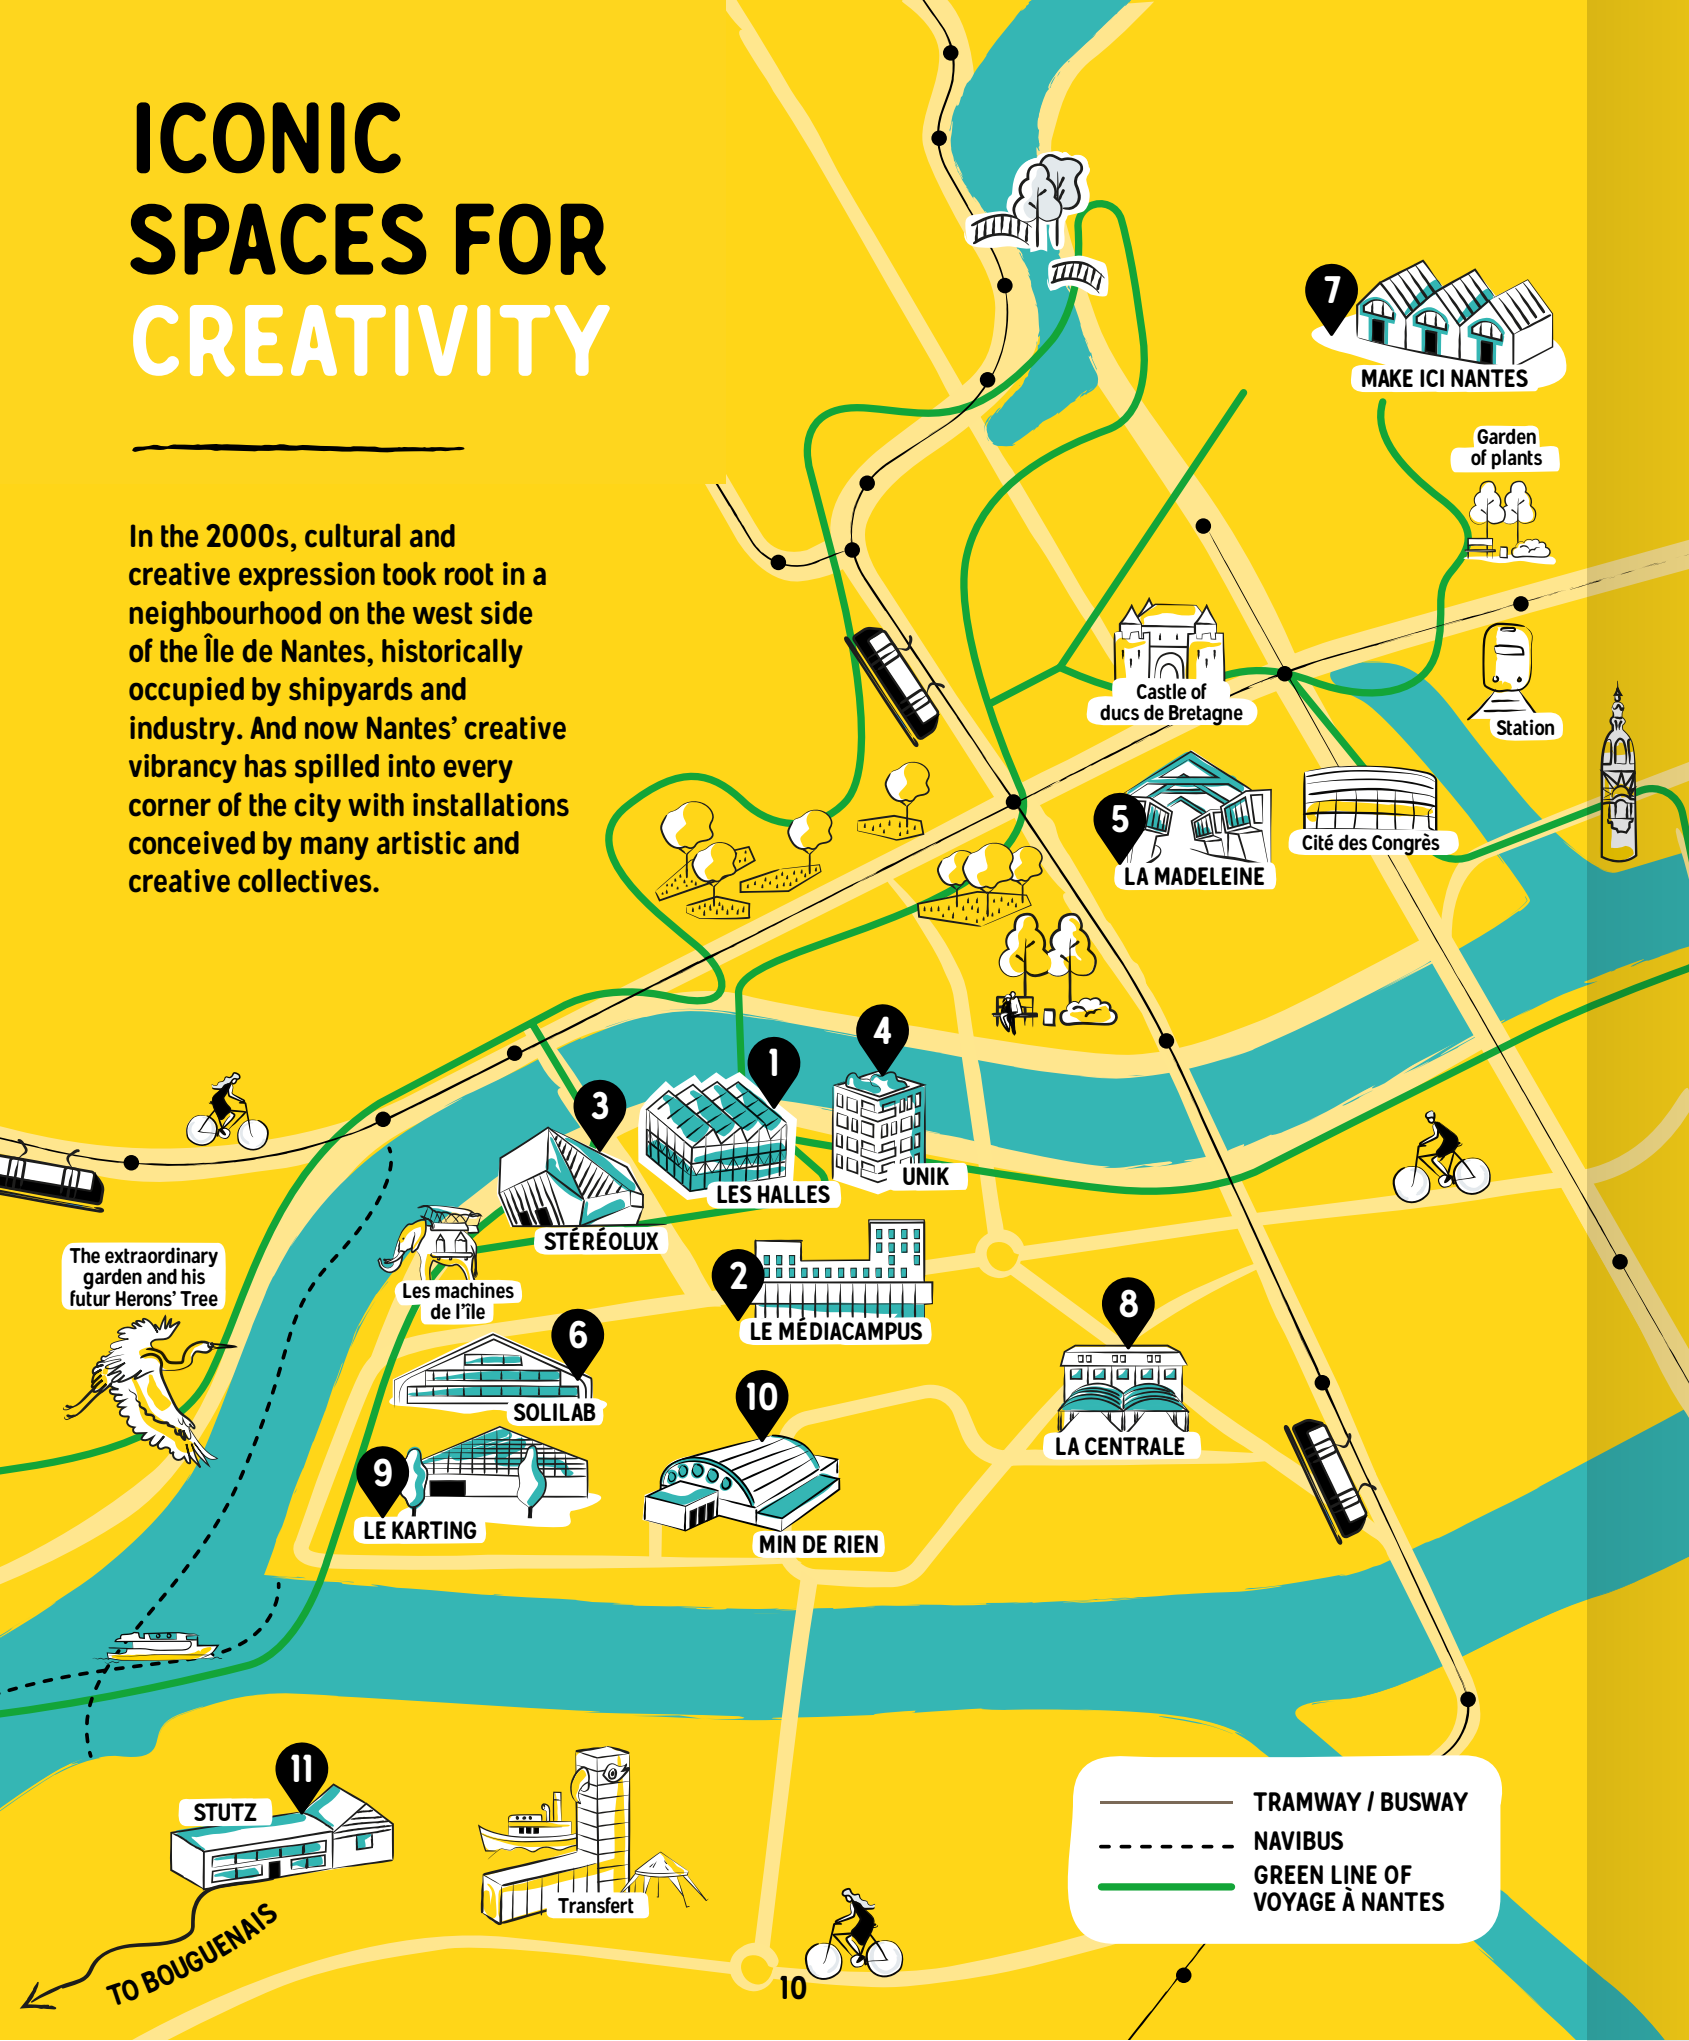 ICONIC
SPACES FOR
CREATIVITY
In the 2000s, cultural and
creative expression took root in a
neighbourhood on the west side
of the Île de Nantes, historically
occupied by shipyards and
industry. And now Nantes’ creative
vibrancy has spilled into every
corner of the city with installations
conceived by many artistic and
creative collectives.
7
MAKE ICI NANTES
Garden
of plants
Castle of
ducs de Bretagne
Station
5
LA MADELEINE
Cité des Congrès
4
UNIK
1
LES HALLES
3
STÉRÉOLUX
The extraordinary
garden and his
futur Herons’ Tree
Les machines
de l’île
2
LE MÉDIACAMPUS
8
LA CENTRALE
6
SOLILAB
10
MIN DE RIEN
9
LE KARTING
11
STUTZ
TO BOUGUENAIS
Transfert
TRAMWAY / BUSWAY
NAVIBUS
GREEN LINE OF
VOYAGE À NANTES
10